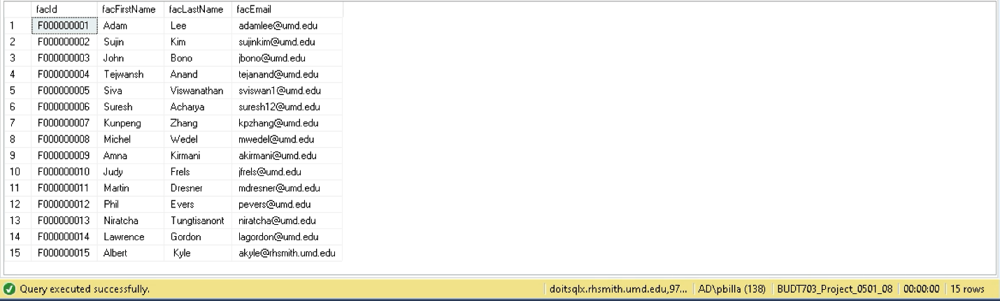 facId facFirstName facLastName facEmail
1 F000000001 Adam Lee adamlee@umd.edu
2 F000000002 Sujin Kim sujinkim@umd.edu
3 F000000003 John Bono jbono@umd.edu
4 F000000004 Tejwansh Anand tejanand@umd.edu
5 F000000005 Siva Viswanathan sviswan1@umd.edu
6 F000000006 Suresh Acharya suresh12@umd.edu
7 F000000007 Kunpeng Zhang kpzhang@umd.edu
8 F000000008 Michel Wedel mwedel@umd.edu
9 F000000009 Amna Kirmani akirmani@umd.edu
10 F000000010 Judy Frels jfrels@umd.edu
11 F000000011 Martin Dresner mdresner@umd.edu
12 F000000012 Phil Evers pevers@umd.edu
13 F000000013 Niratcha Tungtisanont niratcha@umd.edu
14 F000000014 Lawrence Gordon lagordon@umd.edu
15 F000000015 Albert Kyle akyle@rhsmith.umd.edu
Query executed successfully. doitsqlx.rhsmith.umd.edu,97... AD\pbilla (138) BUDT703_Project_0501_08 00:00:00 15 rows